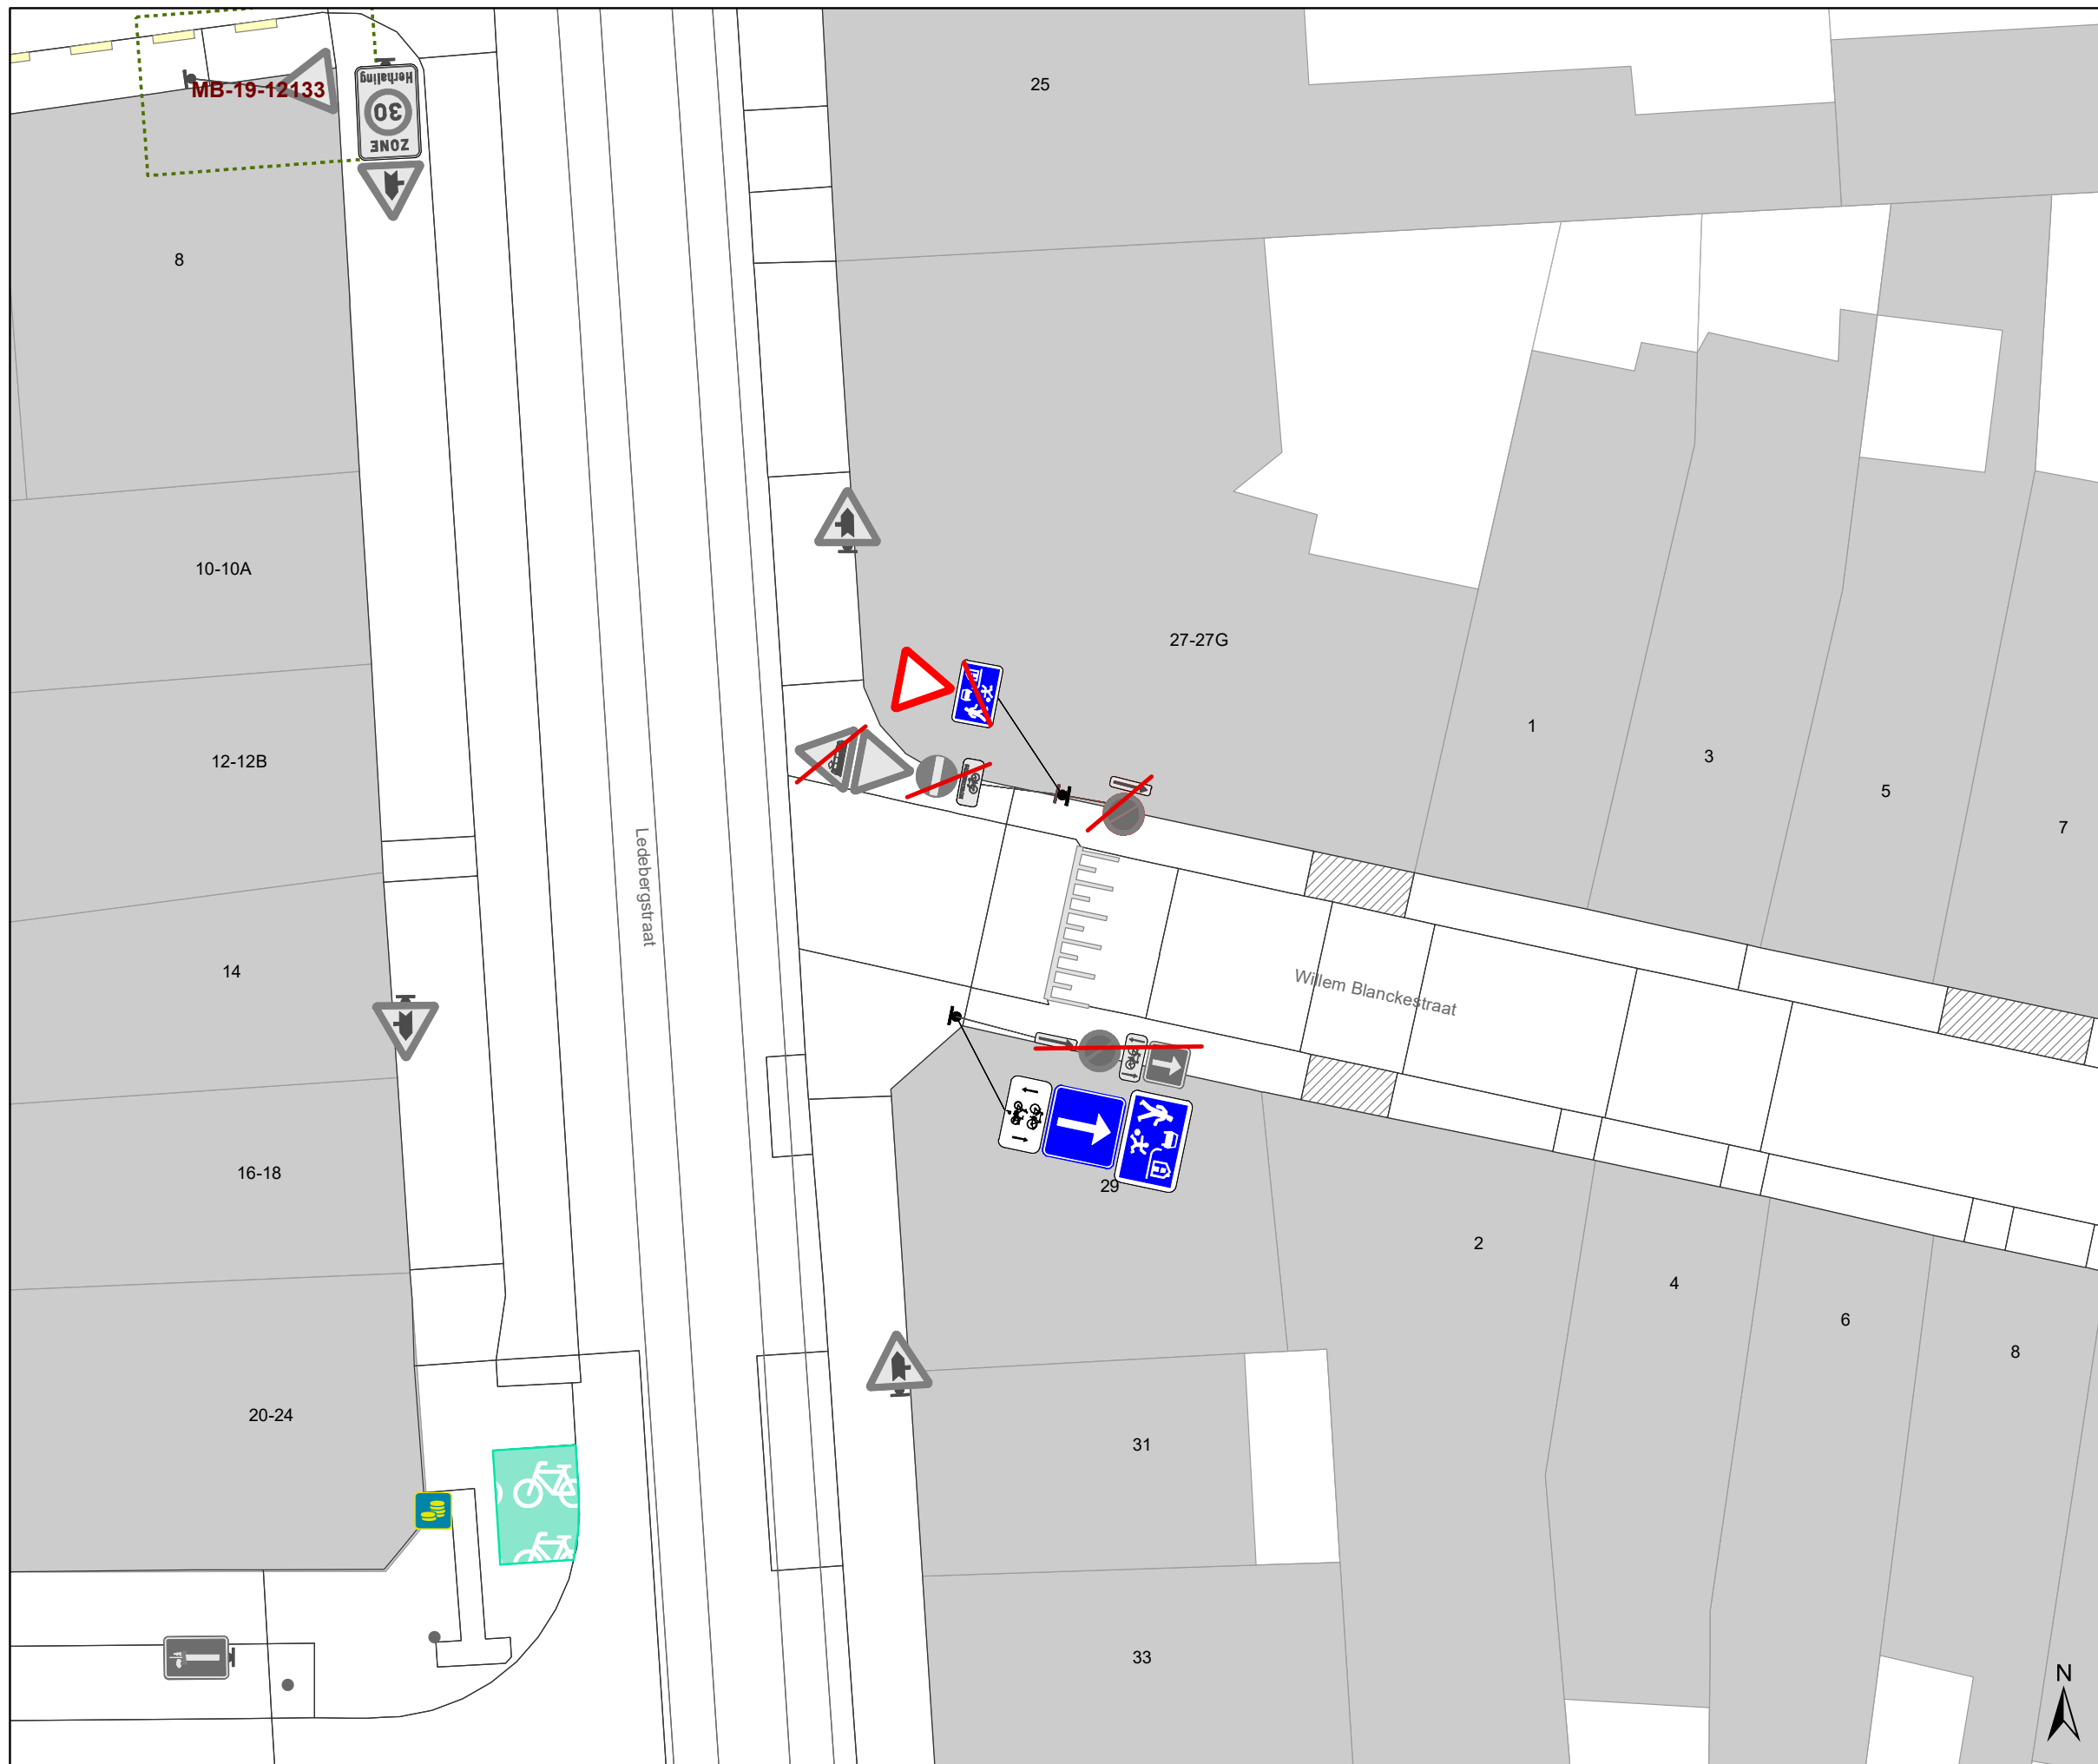 Herhaling
30
ZONE
MB-19-12133
25
8
27-27G
10-10A
1
3
12-12B
5
7
Ledebergstraat
14
Willem Blanckestraat
16-18
29
2
4
6
8
20-24
31
33
N